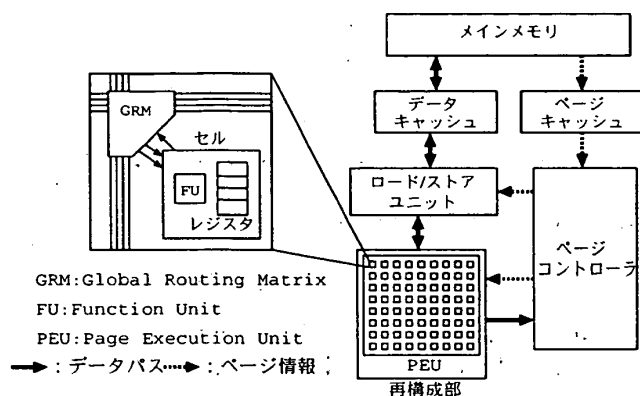 メインメモリ
GRM
データ
キャッシュ
ページ
キャッシュ
セル
FU
レジスタ
ロード/ストア
ユニット
ページ
コントローラ
GRM:Global Routing Matrix
FU:Function Unit
PEU:Page Execution Unit
:データパス :ページ情報
PEU
再構成部